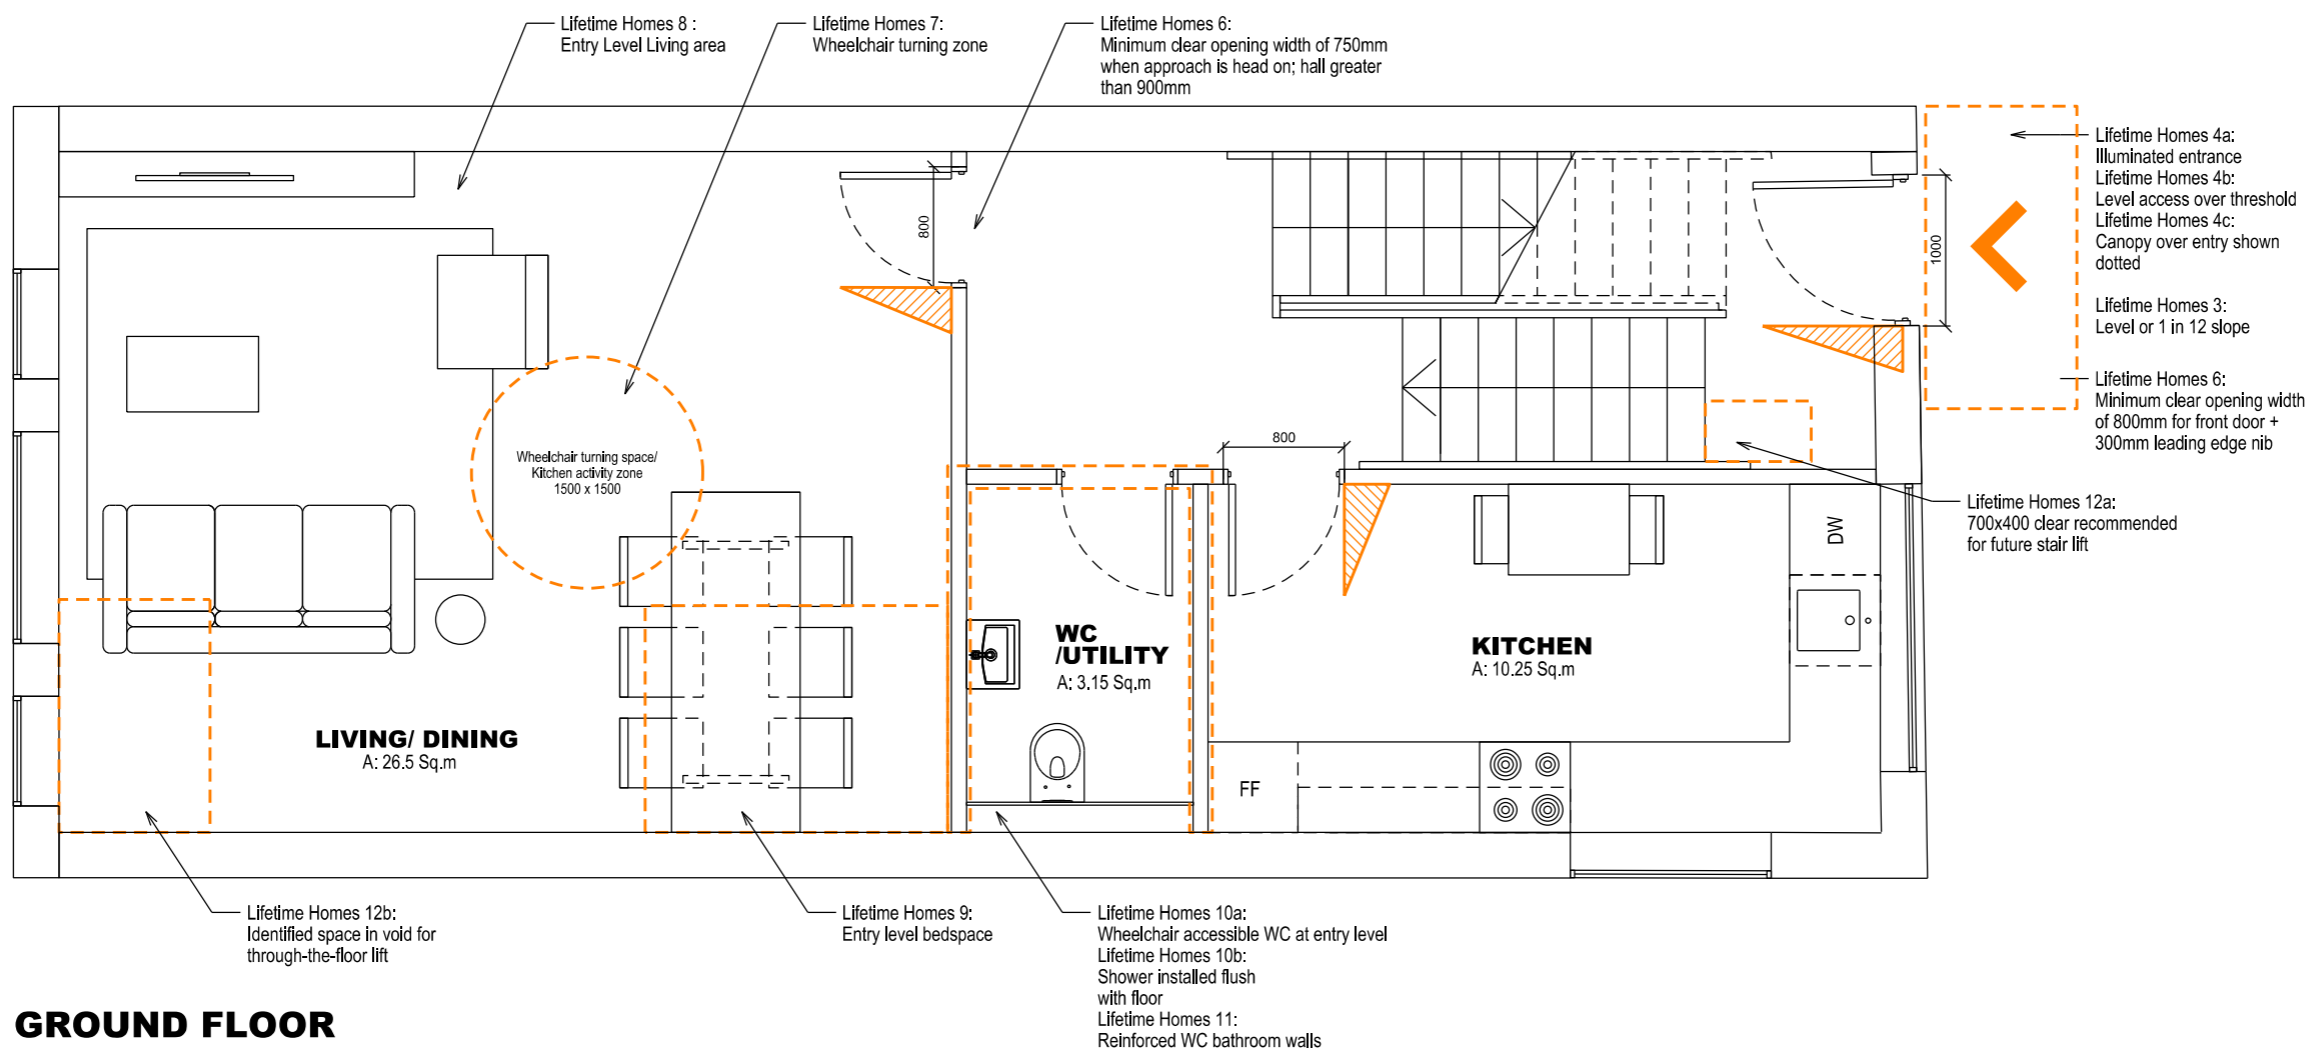 Lifetime Homes 8 :
Entry Level Living area
Lifetime Homes 7:
Wheelchair turning zone
Lifetime Homes 6:
Minimum clear opening width of 750mm
when approach is head on; hall greater
than 900mm
Lifetime Homes 4a:
Illuminated entrance
Lifetime Homes 4b:
Level access over threshold
Lifetime Homes 4c:
Canopy over entry shown
dotted
Lifetime Homes 3:
Level or 1 in 12 slope
Lifetime Homes 6:
Minimum clear opening width
of 800mm for front door +
300mm leading edge nib
Lifetime Homes 12a:
700x400 clear recommended
for future stair lift
800
1000
800
Wheelchair turning space/
Kitchen activity zone
1500 x 1500
DW
WC
/UTILITY
A: 3.15 Sq.m
KITCHEN
A: 10.25 Sq.m
LIVING/ DINING
A: 26.5 Sq.m
FF
Lifetime Homes 12b:
Identified space in void for
through-the-floor lift
Lifetime Homes 9:
Entry level bedspace
Lifetime Homes 10a:
Wheelchair accessible WC at entry level
Lifetime Homes 10b:
Shower installed flush
with floor
Lifetime Homes 11:
Reinforced WC bathroom walls
GROUND FLOOR